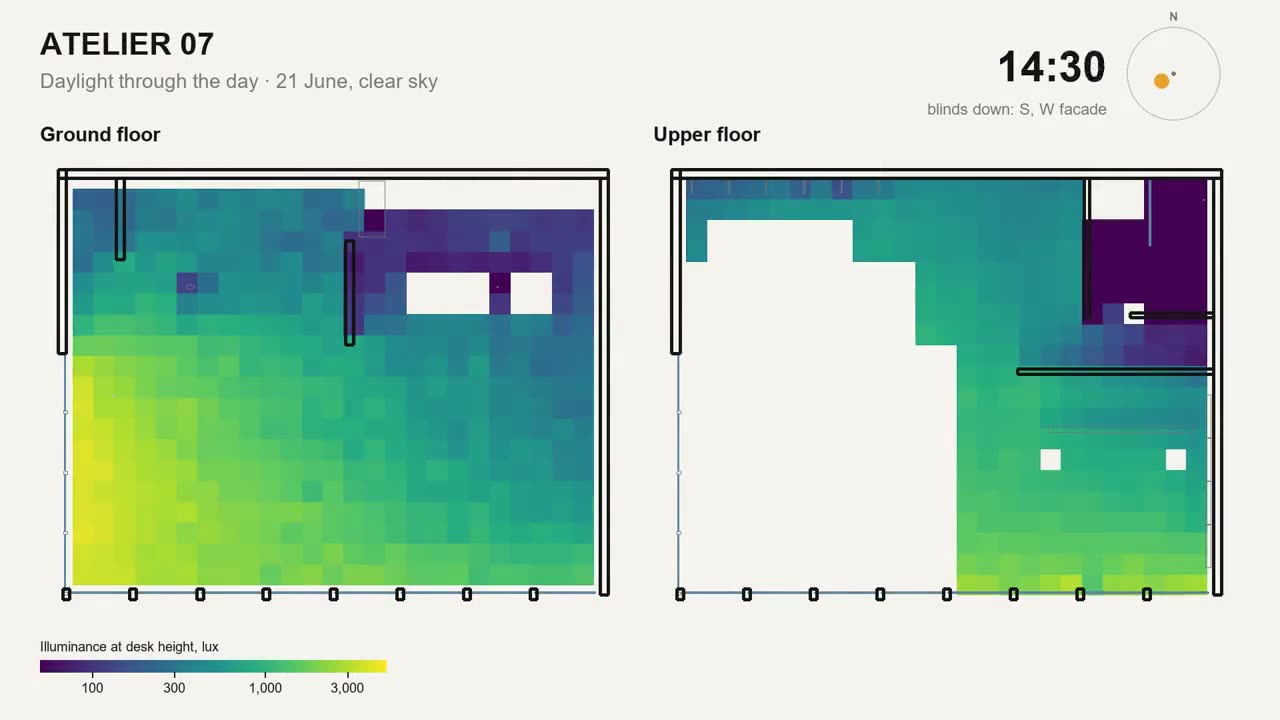 ATELIER 07
Daylight through the day · 21 June, clear sky
N
14:30
blinds down: S, W facade
Ground floor
Upper floor
Illuminance at desk height, lux
100 300 1,000 3,000